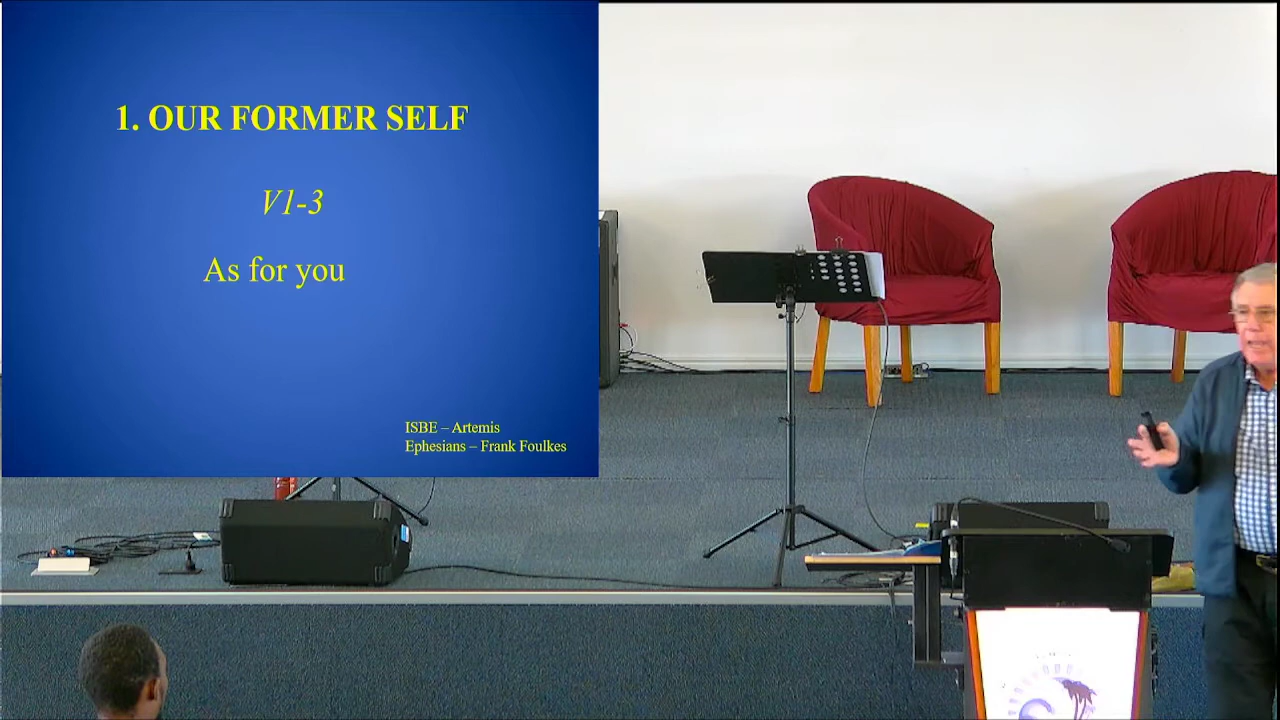 1. OUR FORMER SELF
V1-3
As for you
ISBE – Artemis
Ephesians – Frank Foulkes